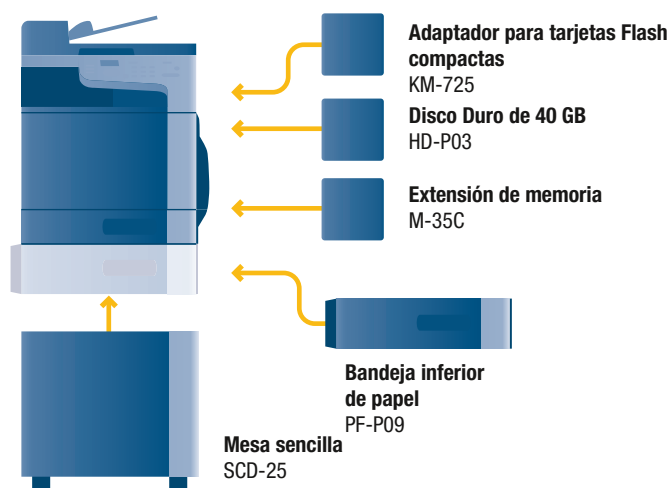 Adaptador para tarjetas Flash
compactas
KM-725
Disco Duro de 40 GB
HD-P03
Extensión de memoria
M-35C
Bandeja inferior
de papel
PF-P09
Mesa sencilla
SCD-25